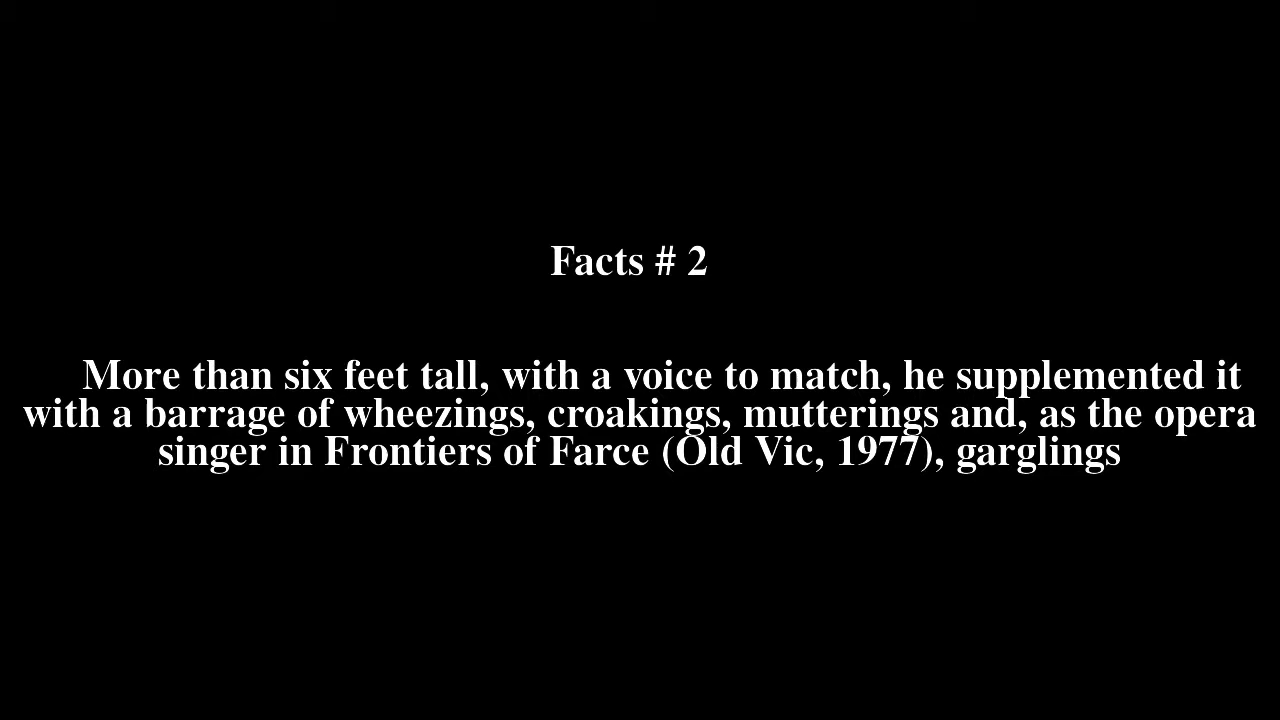 Facts # 2
More than six feet tall, with a voice to match, he supplemented it
with a barrage of wheezings, croakings, mutterings and, as the opera
singer in Frontiers of Farce (Old Vic, 1977), garglings